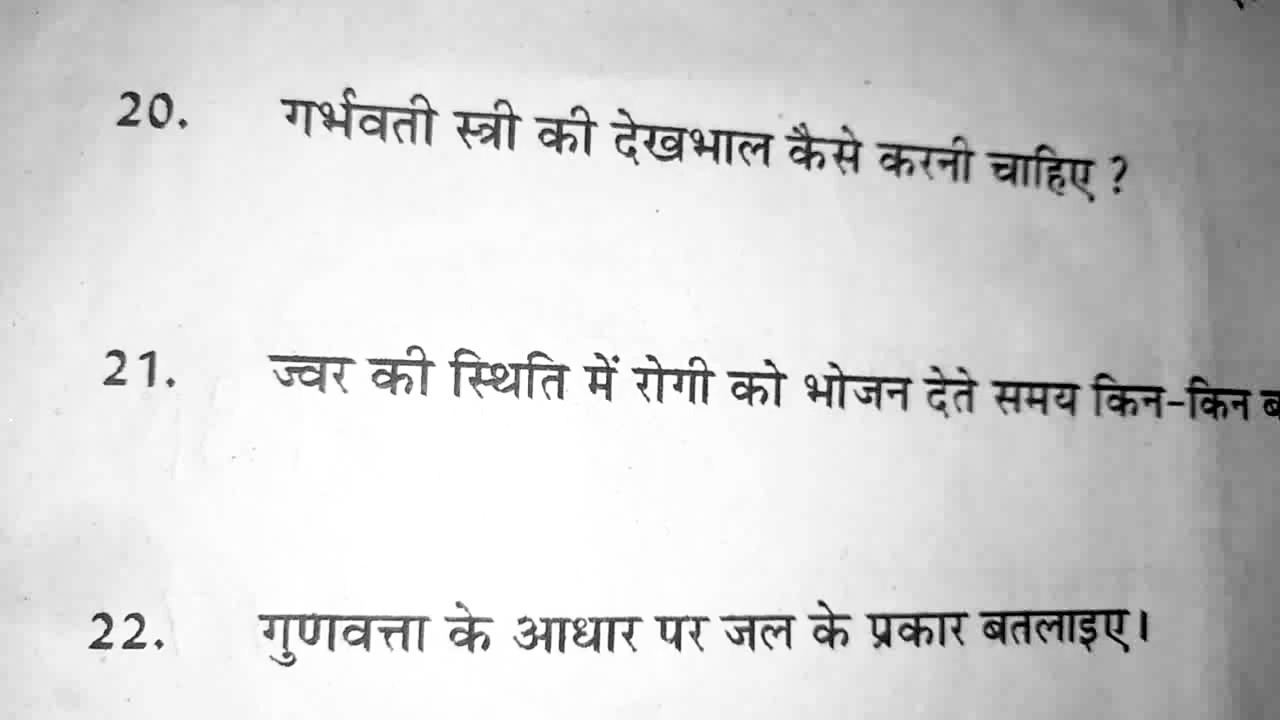 20. गर्भवती स्त्री की देखभाल कैसे करनी चाहिए ?
21. ज्वर की स्थिति में रोगी को भोजन देते समय किन-किन
22. गुणवत्ता के आधार पर जल के प्रकार बतलाइए।